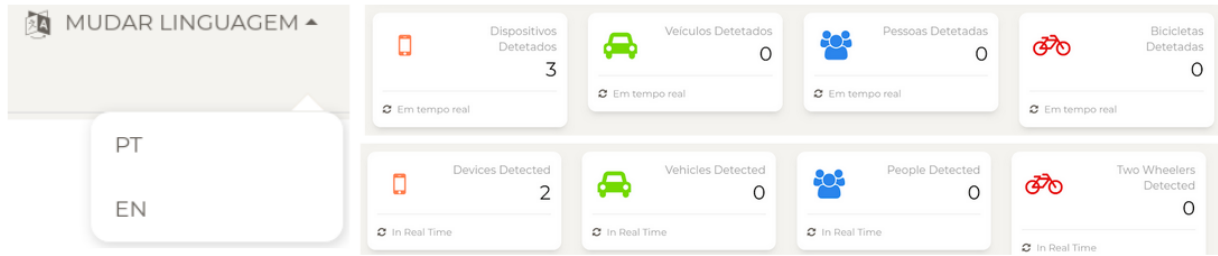 MUDAR LINGUAGEM
PT
EN
Dispositivos
Detetados
3
Em tempo real
Veículos Detetados
0
Em tempo real
Pessoas Detetadas
0
Em tempo real
Bicicletas
Detetadas
0
Em tempo real
Devices Detected
2
In Real Time
Vehicles Detected
0
In Real Time
People Detected
0
In Real Time
Two Wheelers
Detected
0
In Real Time